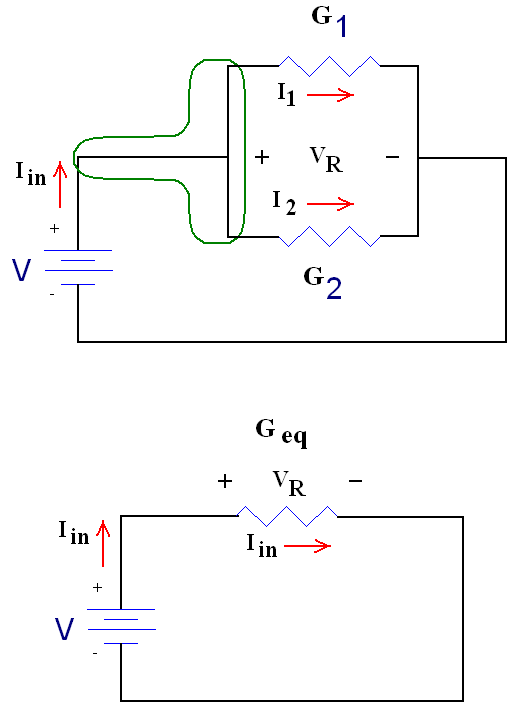 G1
I1
+ VR −
Iin
I2
+
V
-
G2
Geq
+ VR −
Iin
Iin
+
V
-